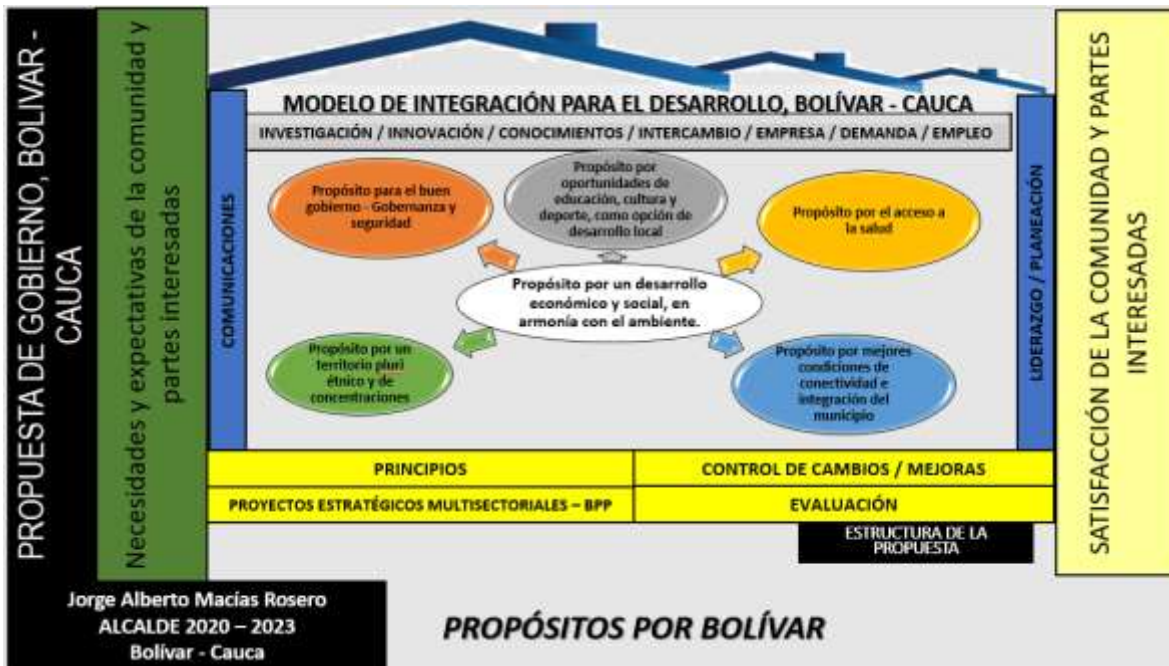 PROPUESTA DE GOBIERNO, BOLIVAR -
CAUCA
Necesidades y expectativas de la comunidad y
partes interesadas
COMUNICACIONES
MODELO DE INTEGRACIÓN PARA EL DESARROLLO, BOLÍVAR - CAUCA
INVESTIGACIÓN / INNOVACIÓN / CONOCIMIENTOS / INTERCAMBIO / EMPRESA / DEMANDA / EMPLEO
Propósito para el buen
gobierno - Gobernanza y
seguridad
Propósito por
oportunidades de
educación, cultura y
deporte, como opción de
desarrollo local
Propósito por el acceso
a la salud
Propósito por un desarrollo
económico y social, en
armonía con el ambiente.
Propósito por un
territorio pluri
étnico y de
concentraciones
Propósito por mejores
condiciones de
conectividad e
integración del
municipio
LIDERAZGO / PLANEACIÓN
SATISFACCIÓN DE LA COMUNIDAD Y PARTES
INTERESADAS
PRINCIPIOS
CONTROL DE CAMBIOS / MEJORAS
PROYECTOS ESTRATÉGICOS MULTISECTORIALES – BPP
EVALUACIÓN
ESTRUCTURA DE LA
PROPUESTA
Jorge Alberto Macías Rosero
ALCALDE 2020 – 2023
Bolívar - Cauca
PROPÓSITOS POR BOLÍVAR